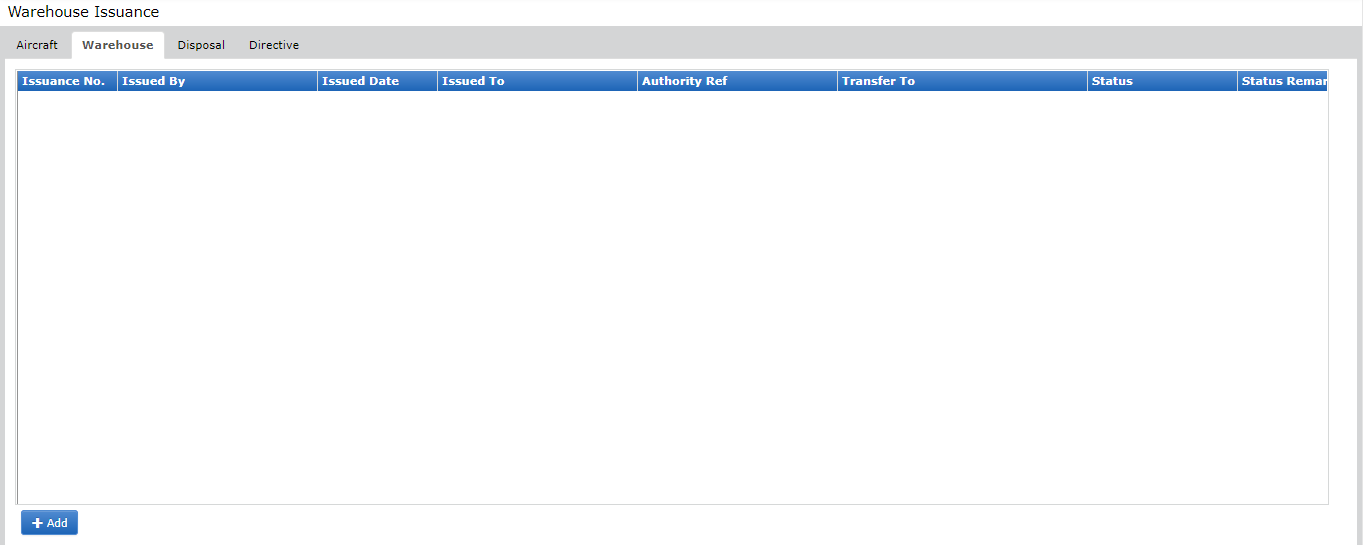 Warehouse Issuance
Aircraft Warehouse Disposal Directive
Issuance No. Issued By Issued Date Issued To Authority Ref Transfer To Status Status Remar
Add